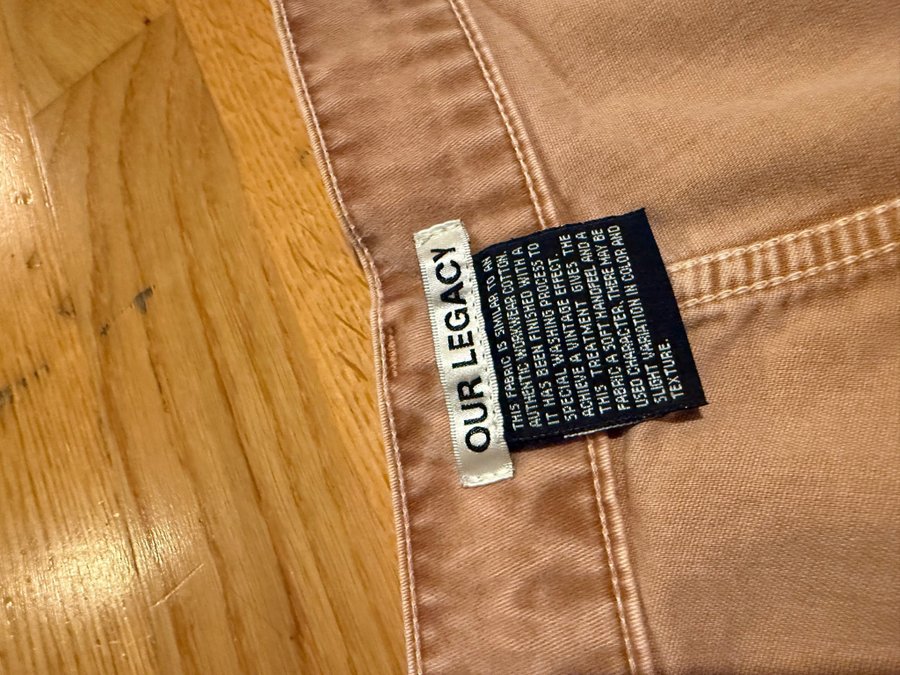 OUR LEGACY
THIS FABRIC IS SIMILAR TO AN
AUTHENTIC WORKWEAR COTTON.
IT HAS BEEN FINISHED WITH A
SPECIAL WASHING PROCESS TO
ACHIEVE A VINTAGE EFFECT.
THIS TREATMENT GIVES THE
FABRIC A SOFT HANDFEEL AND A
USED CHARACTER. THERE MAY BE
SLIGHT VARIATION IN COLOR AND
TEXTURE.